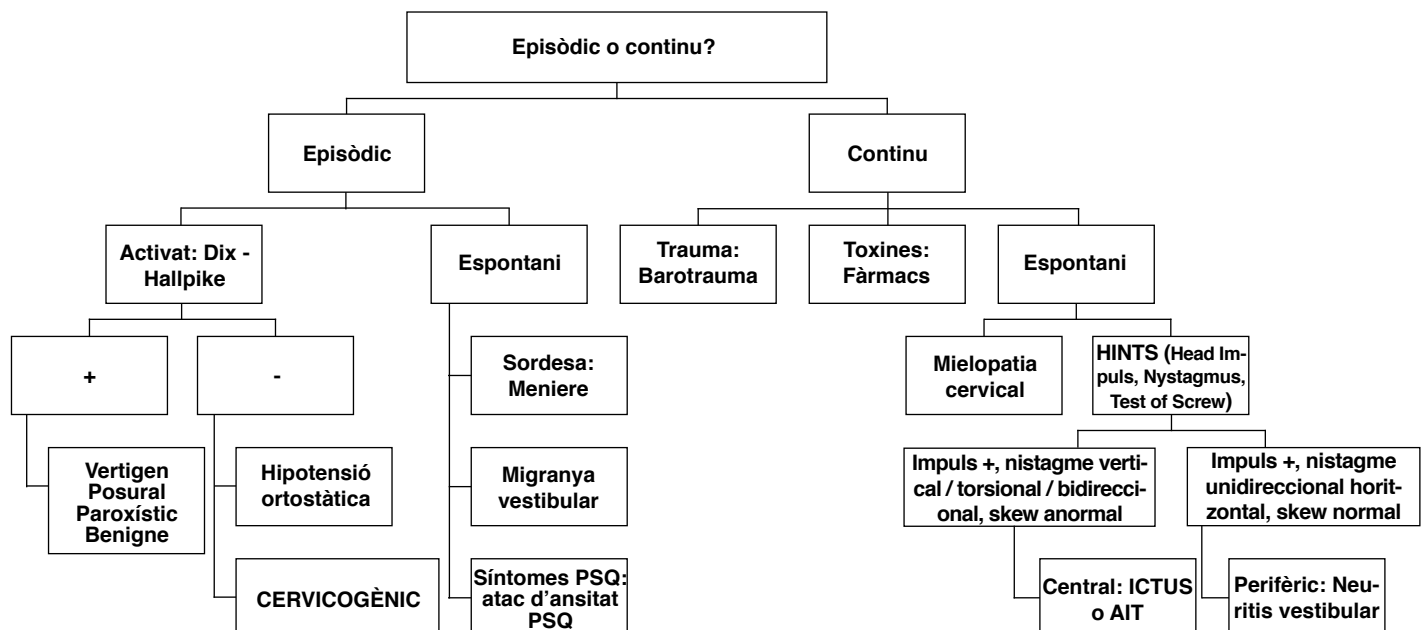 Episòdic o continu?
Episòdic
Continu
Activat: Dix -
Hallpike
Espontani
Trauma:
Barotrauma
Toxines:
Fàrmacs
Espontani
+
-
Sordesa:
Meniere
Mielopatia
cervical
HINTS (Head Im-
puls, Nystagmus,
Test of Screw)
Vertigen
Posural
Paroxístic
Benigne
Hipotensió
ortostàtica
Migranya
vestibular
Impuls +, nistagme verti-
cal / torsional / bidirecci-
onal, skew anormal
Impuls +, nistagme
unidireccional horit-
zontal, skew normal
CERVICOGÈNIC
Síntomes PSQ:
atac d'ansitat
PSQ
Central: ICTUS
o AIT
Perifèric: Neu-
ritis vestibular